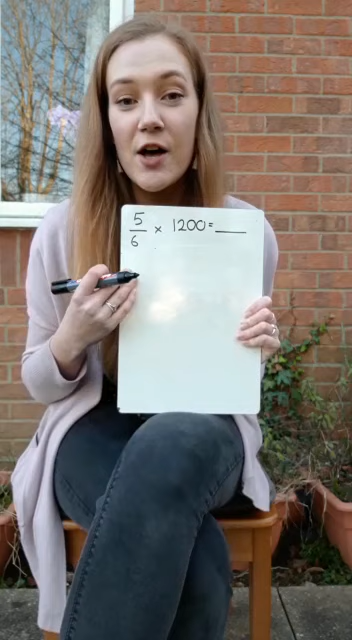 5/6 × 1200 = ____